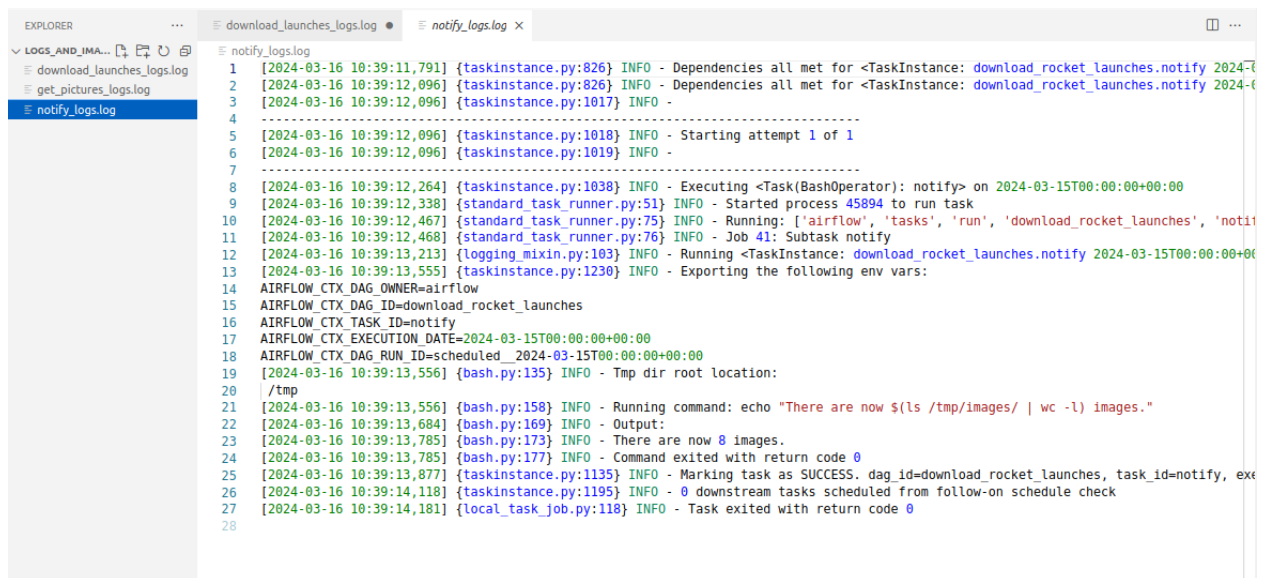 EXPLORER
LOGS_AND_IMA...
download_launches_logs.log
get_pictures_logs.log
notify_logs.log
download_launches_logs.log
notify_logs.log
notify_logs.log
1 [2024-03-16 10:39:11,791] {taskinstance.py:826} INFO - Dependencies all met for <TaskInstance: download_rocket_launches.notify 2024-0
2 [2024-03-16 10:39:12,096] {taskinstance.py:826} INFO - Dependencies all met for <TaskInstance: download_rocket_launches.notify 2024-0
3 [2024-03-16 10:39:12,096] {taskinstance.py:1017} INFO -
4 --------------------------------------------------------------------------------
5 [2024-03-16 10:39:12,096] {taskinstance.py:1018} INFO - Starting attempt 1 of 1
6 [2024-03-16 10:39:12,096] {taskinstance.py:1019} INFO -
7 --------------------------------------------------------------------------------
8 [2024-03-16 10:39:12,264] {taskinstance.py:1038} INFO - Executing <Task(BashOperator): notify> on 2024-03-15T00:00:00+00:00
9 [2024-03-16 10:39:12,338] {standard_task_runner.py:51} INFO - Started process 45894 to run task
10 [2024-03-16 10:39:12,467] {standard_task_runner.py:75} INFO - Running: ['airflow', 'tasks', 'run', 'download_rocket_launches', 'notif
11 [2024-03-16 10:39:12,468] {standard_task_runner.py:76} INFO - Job 41: Subtask notify
12 [2024-03-16 10:39:13,213] {logging_mixin.py:103} INFO - Running <TaskInstance: download_rocket_launches.notify 2024-03-15T00:00:00+00
13 [2024-03-16 10:39:13,555] {taskinstance.py:1230} INFO - Exporting the following env vars:
14 AIRFLOW_CTX_DAG_OWNER=airflow
15 AIRFLOW_CTX_DAG_ID=download_rocket_launches
16 AIRFLOW_CTX_TASK_ID=notify
17 AIRFLOW_CTX_EXECUTION_DATE=2024-03-15T00:00:00+00:00
18 AIRFLOW_CTX_DAG_RUN_ID=scheduled__2024-03-15T00:00:00+00:00
19 [2024-03-16 10:39:13,556] {bash.py:135} INFO - Tmp dir root location:
20 /tmp
21 [2024-03-16 10:39:13,556] {bash.py:158} INFO - Running command: echo "There are now $(ls /tmp/images/ | wc -l) images."
22 [2024-03-16 10:39:13,684] {bash.py:169} INFO - Output:
23 [2024-03-16 10:39:13,785] {bash.py:173} INFO - There are now 8 images.
24 [2024-03-16 10:39:13,785] {bash.py:177} INFO - Command exited with return code 0
25 [2024-03-16 10:39:13,877] {taskinstance.py:1135} INFO - Marking task as SUCCESS. dag_id=download_rocket_launches, task_id=notify, exe
26 [2024-03-16 10:39:14,118] {taskinstance.py:1195} INFO - 0 downstream tasks scheduled from follow-on schedule check
27 [2024-03-16 10:39:14,181] {local_task_job.py:118} INFO - Task exited with return code 0
28